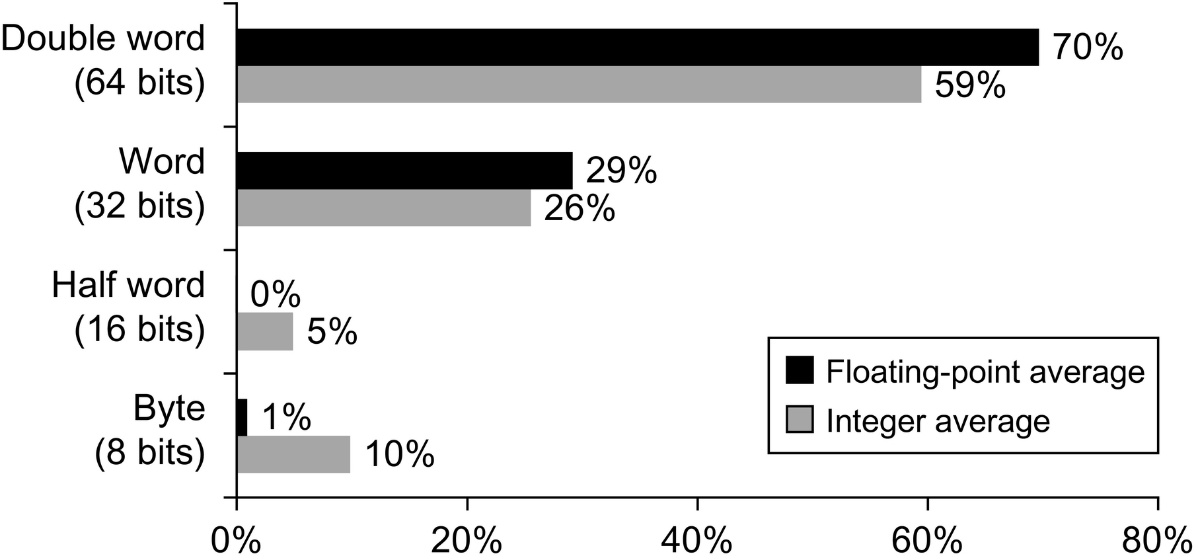 Double word
(64 bits)
70%
59%
Word
(32 bits)
29%
26%
Half word
(16 bits)
0%
5%
Byte
(8 bits)
1%
10%
Floating-point average
Integer average
0% 20% 40% 60% 80%